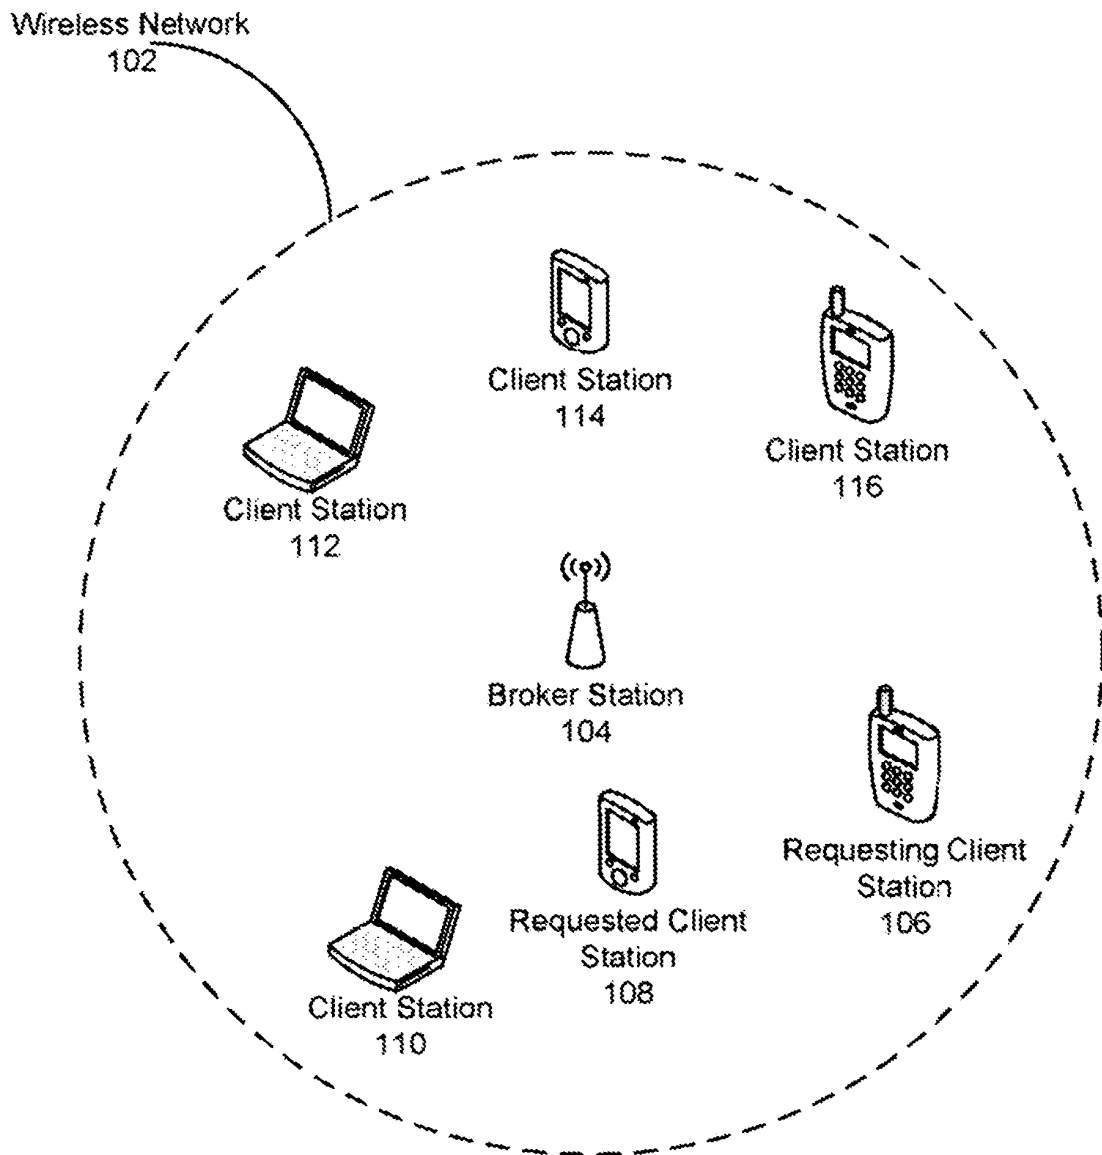 Wireless Network
102
Client Station
114
Client Station
116
Client Station
112
Broker Station
104
Requesting Client
Station
106
Requested Client
Station
108
Client Station
110